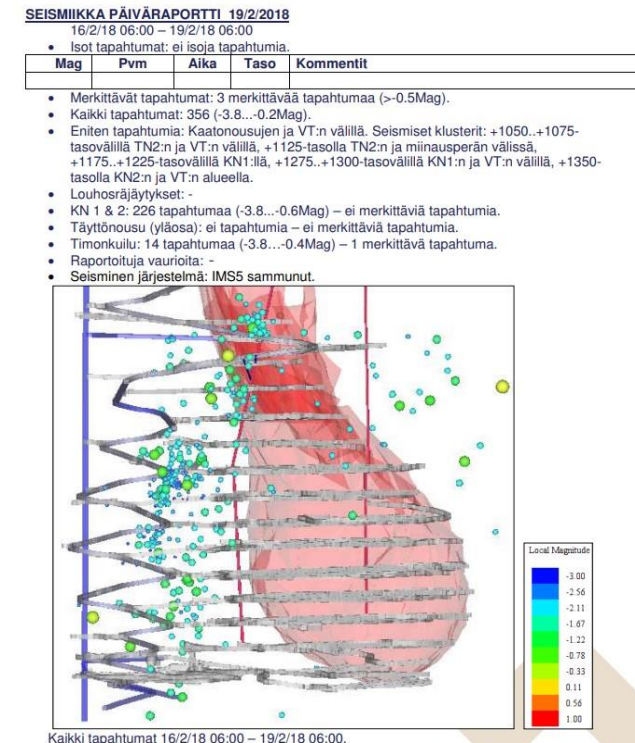 SEISMIIKKA PÄIVÄRAPORTTI 19/2/2018
16/2/18 06:00 – 19/2/18 06:00
• Isot tapahtumat: ei isoja tapahtumia.
Mag Pvm Aika Taso Kommentit
• Merkittävät tapahtumat: 3 merkittävää tapahtumaa (>-0.5Mag).
• Kaikki tapahtumat: 356 (-3.8...-0.2Mag).
• Eniten tapahtumia: Kaatonousujen ja VT:n välillä. Seismiset klusterit: +1050..+1075-
tasovälillä TN2:n ja VT:n välillä, +1125-tasolla TN2:n ja miinausperän välissä,
+1175..+1225-tasovälillä KN1:llä, +1275..+1300-tasovälillä KN1:n ja VT:n välillä, +1350-
tasolla KN2:n ja VT:n alueella.
• Louhosräjäytykset: -
• KN 1 & 2: 226 tapahtumaa (-3.8...-0.6Mag) – ei merkittäviä tapahtumia.
• Täyttönousu (yläosa): ei tapahtumia – ei merkittäviä tapahtumia.
• Timonkuilu: 14 tapahtumaa (-3.8…-0.4Mag) – 1 merkittävä tapahtuma.
• Raportoituja vaurioita: -
• Seisminen järjestelmä: IMS5 sammunut.
Local Magnitude
-3.00
-2.56
-2.11
-1.67
-1.22
-0.78
-0.33
0.11
0.56
1.00
Kaikki tapahtumat 16/2/18 06:00 – 19/2/18 06:00.